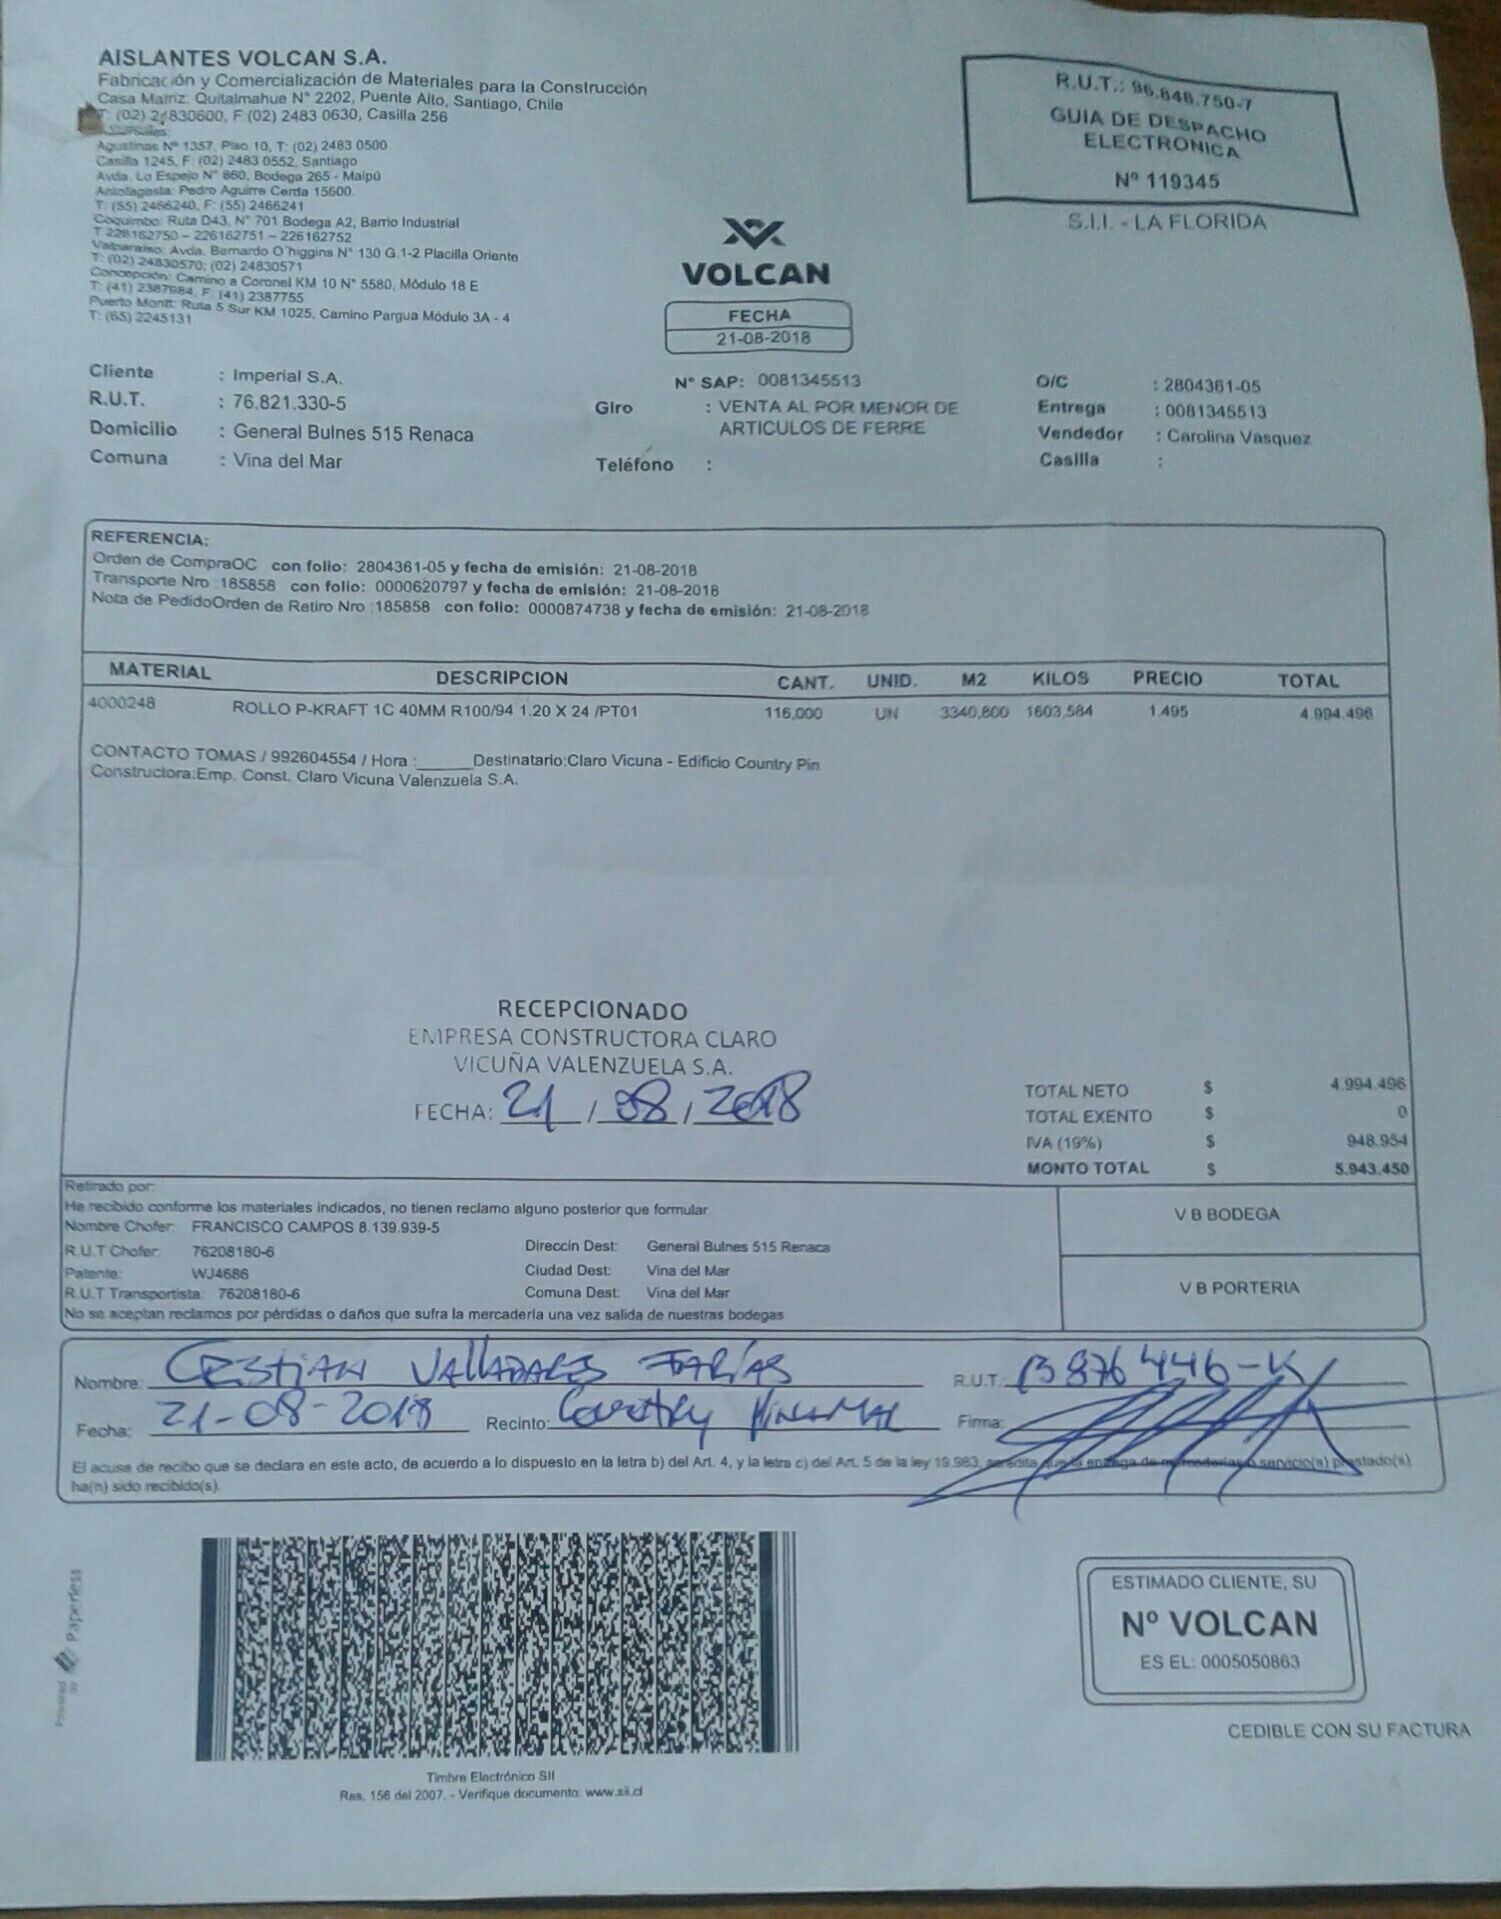 AISLANTES VOLCAN S.A.
Fabricación y Comercialización de Materiales para la Construcción
Casa Matriz: Quitalmahue N° 2202, Puente Alto, Santiago, Chile
T: (02) 24830600, F (02) 2483 0630, Casilla 256
Agustinas N° 1357, Piso 10, T: (02) 2483 0500
Casilla 1245, F: (02) 2483 0552, Santiago
Avda. Lo Espejo N° 860, Bodega 265 - Maipú
Antofagasta: Pedro Aguirre Cerda 15600.
T: (55) 2466240, F: (55) 2466241
Coquimbo: Ruta D43, N° 701 Bodega A2, Barrio Industrial
T 226162750 – 226162751 – 226162752
Valparaiso: Avda. Bernardo O´higgins N° 130 G.1-2 Placilla Oriente
T: (02) 24830570; (02) 24830571
Concepción: Camino a Coronel KM 10 N° 5580, Módulo 18 E
T: (41) 2387984, F: (41) 2387755
Puerto Montt: Ruta 5 Sur KM 1025, Camino Pargua Módulo 3A - 4
T: (65) 2245131
R.U.T.: 96.848.750-7
GUIA DE DESPACHO
ELECTRONICA
N° 119345
S.I.I. - LA FLORIDA
VOLCAN
FECHA
21-08-2018
Cliente : Imperial S.A.
R.U.T. : 76.821.330-5
Domicilio : General Bulnes 515 Renaca
Comuna : Vina del Mar
N° SAP: 0081345513
Giro : VENTA AL POR MENOR DE
ARTICULOS DE FERRE
Teléfono :
O/C : 2804361-05
Entrega : 0081345513
Vendedor : Carolina Vasquez
Casilla :
REFERENCIA:
Orden de CompraOC con folio: 2804361-05 y fecha de emisión: 21-08-2018
Transporte Nro :185858 con folio: 0000620797 y fecha de emisión: 21-08-2018
Nota de PedidoOrden de Retiro Nro :185858 con folio: 0000874738 y fecha de emisión: 21-08-2018
MATERIAL DESCRIPCION CANT. UNID. M2 KILOS PRECIO TOTAL
4000248 ROLLO P-KRAFT 1C 40MM R100/94 1.20 X 24 /PT01 116,000 UN 3340,800 1603,584 1.495 4.994.496
CONTACTO TOMAS / 992604554 / Hora :______Destinatario:Claro Vicuna - Edificio Country Pin
Constructora:Emp. Const. Claro Vicuna Valenzuela S.A.
RECEPCIONADO
EMPRESA CONSTRUCTORA CLARO
VICUÑA VALENZUELA S.A.
FECHA: 21/08/2018
TOTAL NETO $ 4.994.496
TOTAL EXENTO $ 0
IVA (19%) $ 948.954
MONTO TOTAL $ 5.943.450
Retirado por:
He recibido conforme los materiales indicados, no tienen reclamo alguno posterior que formular.
Nombre Chofer: FRANCISCO CAMPOS 8.139.939-5
R.U.T Chofer: 76208180-6
Patente: WJ4686
R.U.T Transportista: 76208180-6
Direccin Dest: General Bulnes 515 Renaca
Ciudad Dest: Vina del Mar
Comuna Dest: Vina del Mar
No se aceptan reclamos por pérdidas o daños que sufra la mercadería una vez salida de nuestras bodegas
V B BODEGA
V B PORTERIA
Nombre: CRISTIAN VALLADARES FARÍAS R.U.T.: 13876446-K
Fecha: 21-08-2018 Recinto: Country Firma:
El acuse de recibo que se declara en este acto, de acuerdo a lo dispuesto en la letra b) del Art. 4, y la letra c) del Art. 5 de la ley 19.983, acredita que la entrega de mercaderías o servicio(s) prestado(s)
ha(n) sido recibido(s).
Powered by Paperless
Timbre Electrónico SII
Res. 156 del 2007. - Verifique documento: www.sii.cl
ESTIMADO CLIENTE, SU
N° VOLCAN
ES EL: 0005050863
CEDIBLE CON SU FACTURA